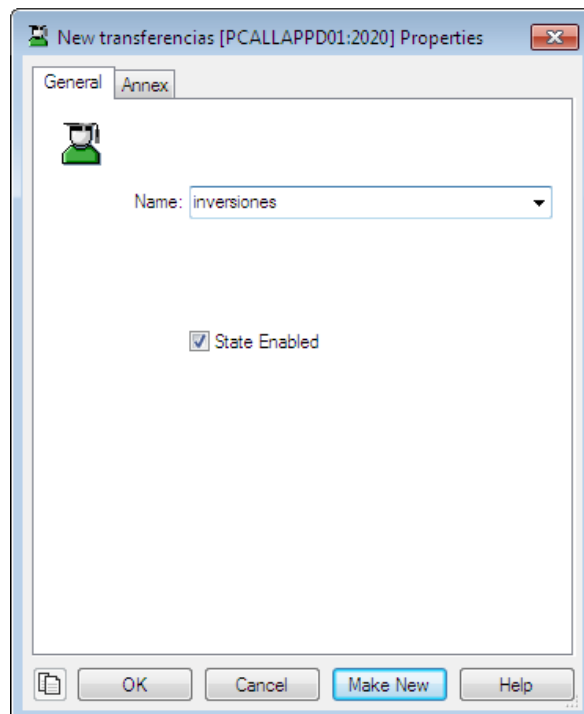 New transferencias [PCALLAPPD01:2020] Properties
General Annex
Name: inversiones
State Enabled
OK Cancel Make New Help